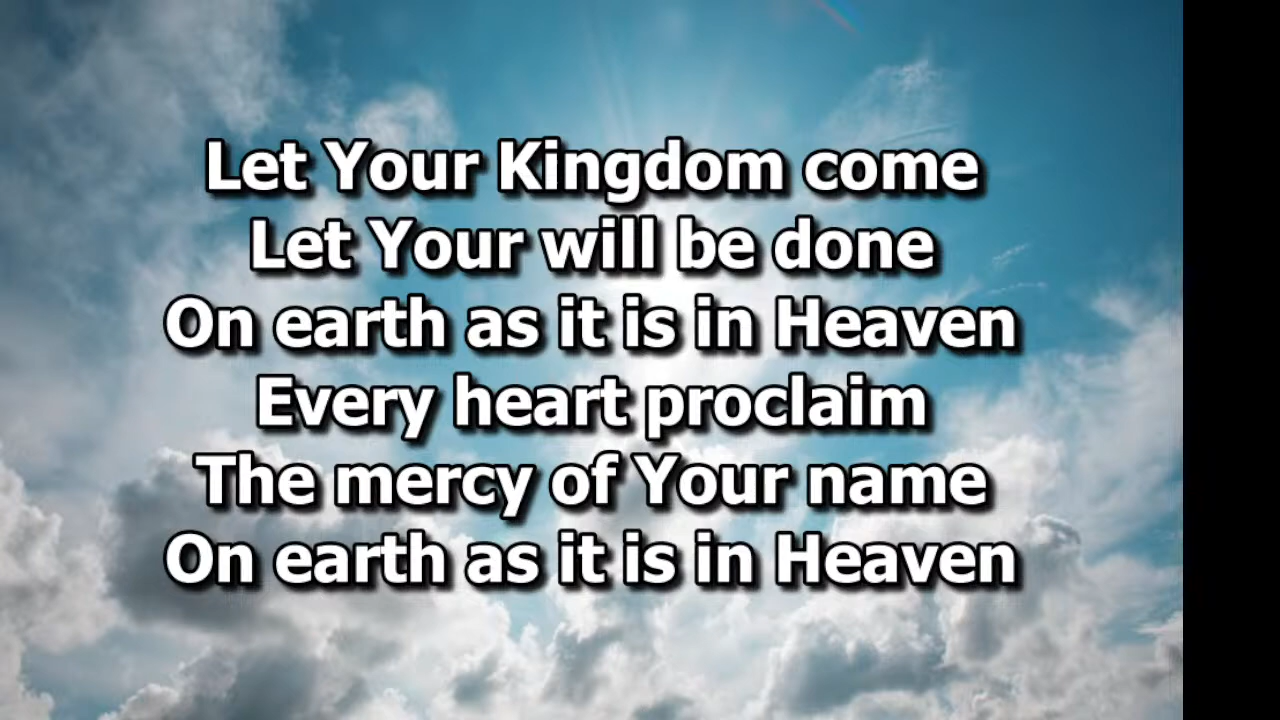 Let Your Kingdom come
Let Your will be done
On earth as it is in Heaven
Every heart proclaim
The mercy of Your name
On earth as it is in Heaven